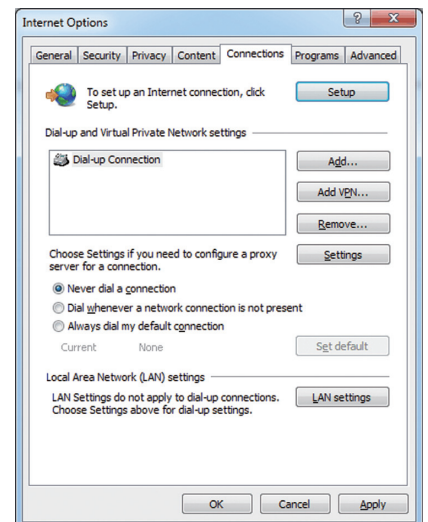 Internet Options
General Security Privacy Content Connections Programs Advanced
To set up an Internet connection, click
Setup.
Setup
Dial-up and Virtual Private Network settings
Dial-up Connection
Add...
Add VPN...
Remove...
Choose Settings if you need to configure a proxy
server for a connection.
Settings
Never dial a connection
Dial whenever a network connection is not present
Always dial my default connection
Current None
Set default
Local Area Network (LAN) settings
LAN Settings do not apply to dial-up connections.
Choose Settings above for dial-up settings.
LAN settings
OK Cancel Apply